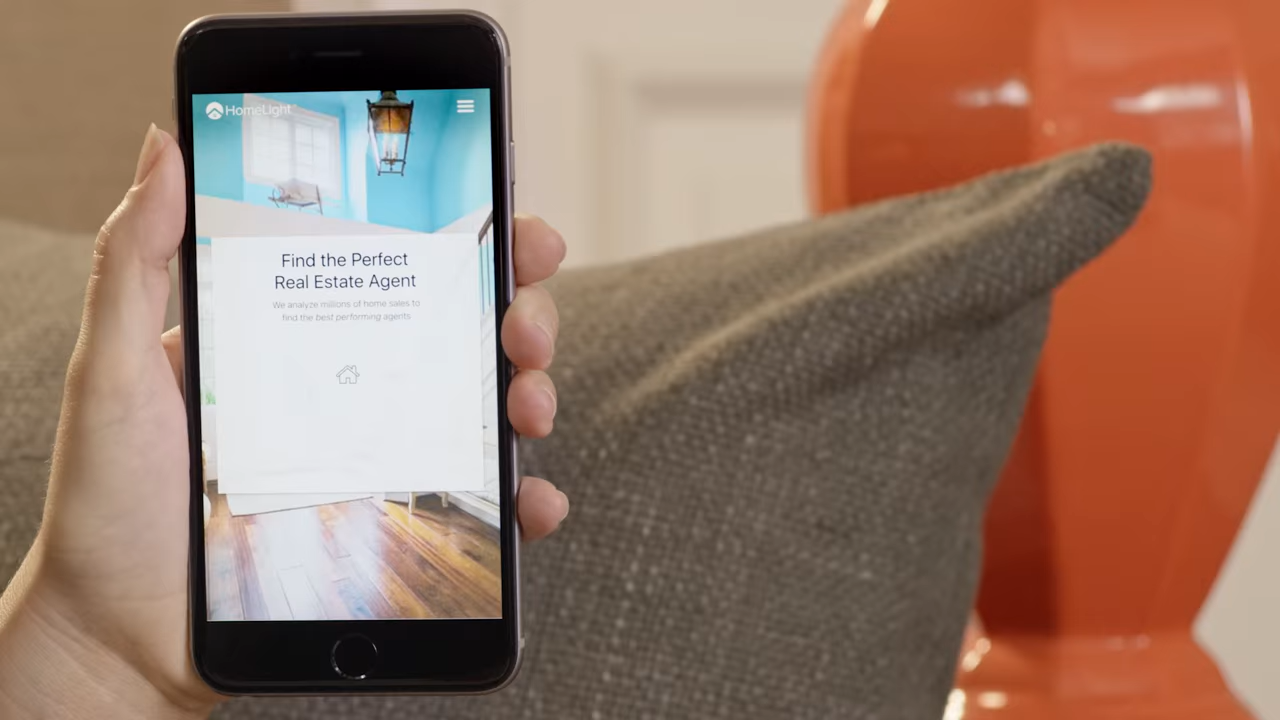 HomeLight
Find the Perfect
Real Estate Agent
We analyze millions of home sales to
find the best performing agents